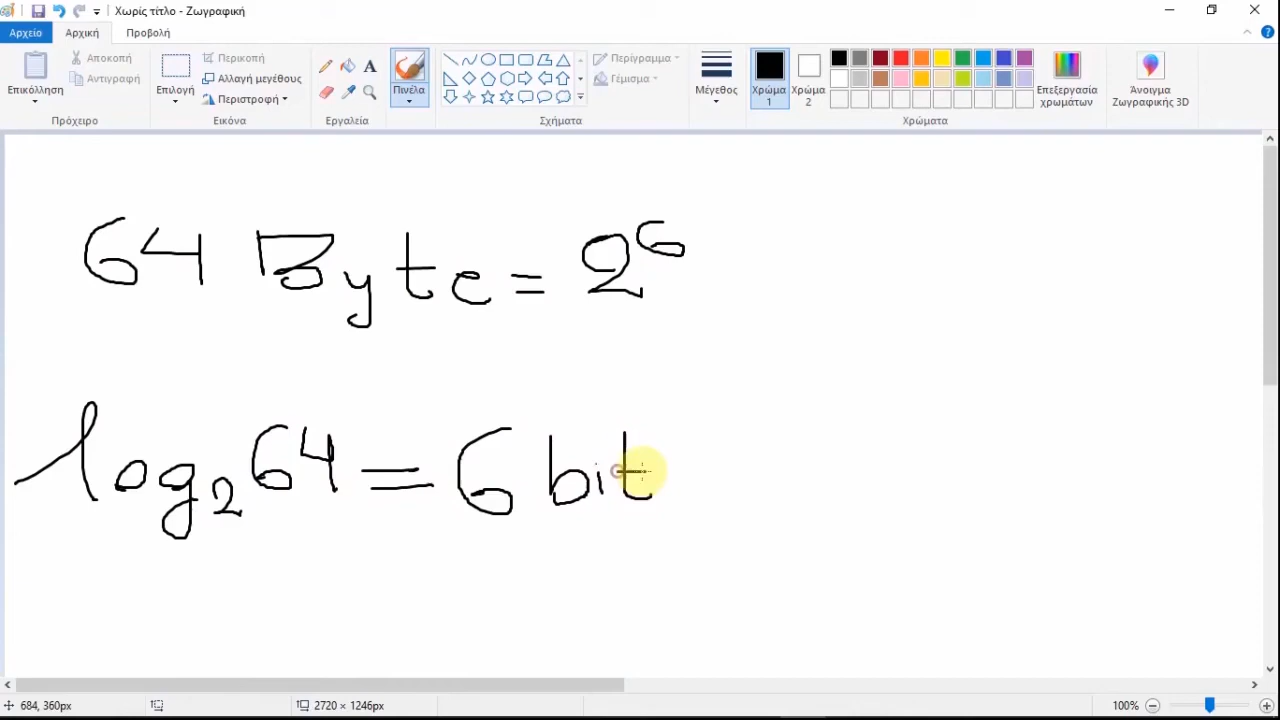 Χωρίς τίτλο - Ζωγραφική
Αρχείο Αρχική Προβολή
Επικόλληση
Αποκοπή
Αντιγραφή
Πρόχειρο
Επιλογή
Περικοπή
Αλλαγή μεγέθους
Περιστροφή
Εικόνα
A
Εργαλεία
Πινέλα
Περίγραμμα
Γέμισμα
Σχήματα
Μέγεθος
Χρώμα 1
Χρώμα 2
Επεξεργασία χρωμάτων
Χρώματα
Άνοιγμα Ζωγραφικής 3D
64 Byte = 2⁶
log₂64 = 6 bit
684, 360px
2720 × 1246px
100%